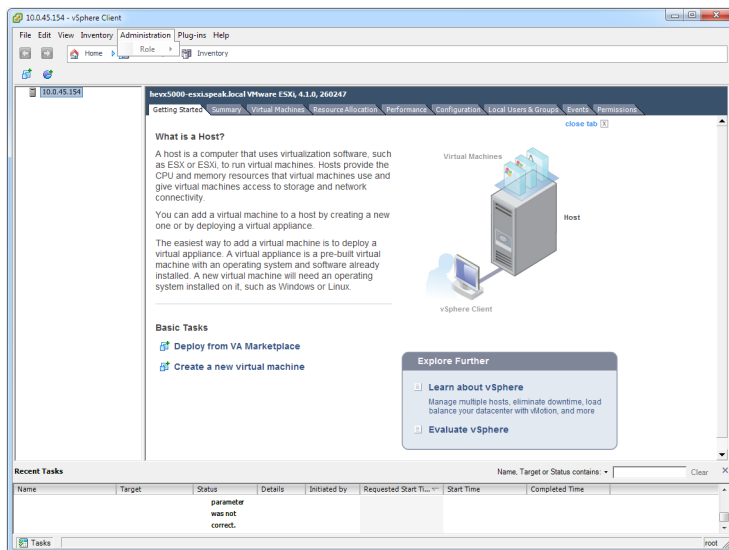 10.0.45.154 - vSphere Client
File Edit View Inventory Administration Plug-ins Help
Role
Home
Inventory
10.0.45.154
hevx5000-esxi.speak.local VMware ESXi, 4.1.0, 260247
Getting Started Summary Virtual Machines Resource Allocation Performance Configuration Local Users & Groups Events Permissions
close tab X
What is a Host?
A host is a computer that uses virtualization software, such
as ESX or ESXi, to run virtual machines. Hosts provide the
CPU and memory resources that virtual machines use and
give virtual machines access to storage and network
connectivity.
You can add a virtual machine to a host by creating a new
one or by deploying a virtual appliance.
The easiest way to add a virtual machine is to deploy a
virtual appliance. A virtual appliance is a pre-built virtual
machine with an operating system and software already
installed. A new virtual machine will need an operating
system installed on it, such as Windows or Linux.
Virtual Machines
Host
vSphere Client
Basic Tasks
Deploy from VA Marketplace
Create a new virtual machine
Explore Further
Learn about vSphere
Manage multiple hosts, eliminate downtime, load
balance your datacenter with vMotion, and more
Evaluate vSphere
Recent Tasks
Name, Target or Status contains:
Clear
Name Target Status Details Initiated by Requested Start Ti... Start Time Completed Time
parameter
was not
correct.
Tasks
root